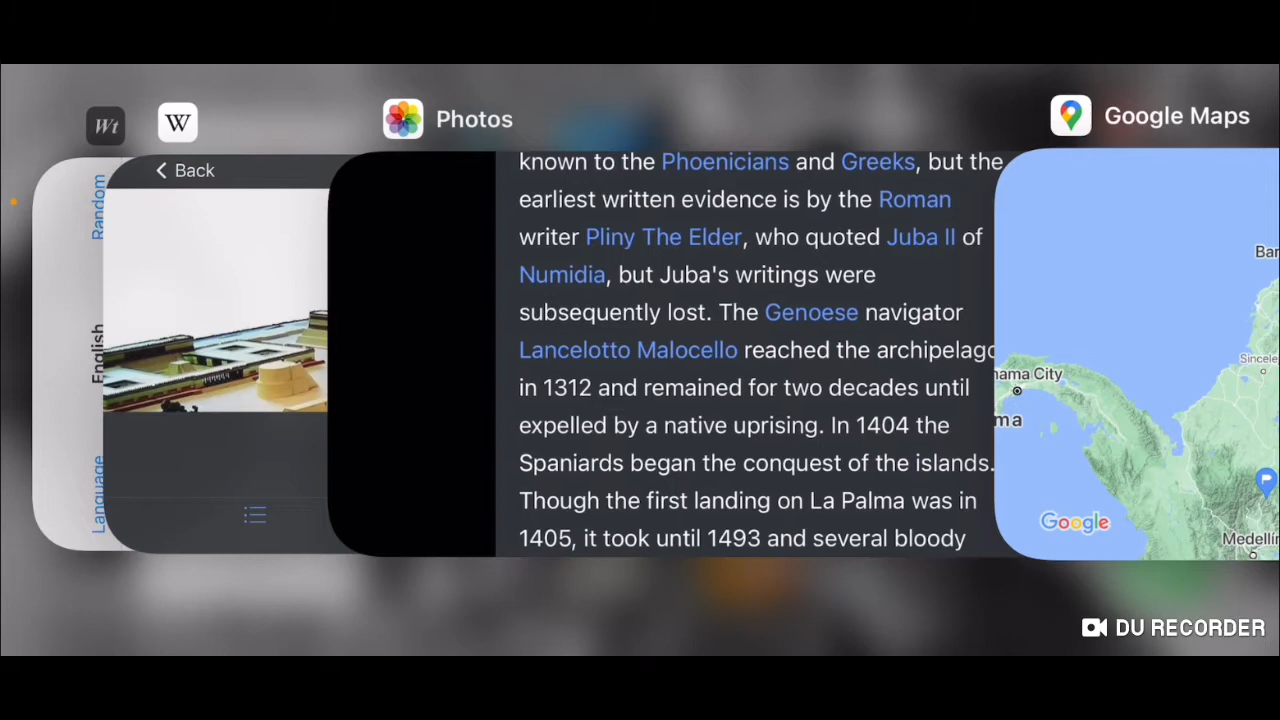 Wt
W
Photos
Google Maps
Random
English
Language
Back
known to the Phoenicians and Greeks, but the
earliest written evidence is by the Roman
writer Pliny The Elder, who quoted Juba II of
Numidia, but Juba's writings were
subsequently lost. The Genoese navigator
Lancelotto Malocello reached the archipelago
in 1312 and remained for two decades until
expelled by a native uprising. In 1404 the
Spaniards began the conquest of the islands.
Though the first landing on La Palma was in
1405, it took until 1493 and several bloody
Bar
Sincele
nama City
ma
Google
Medellín
DU RECORDER